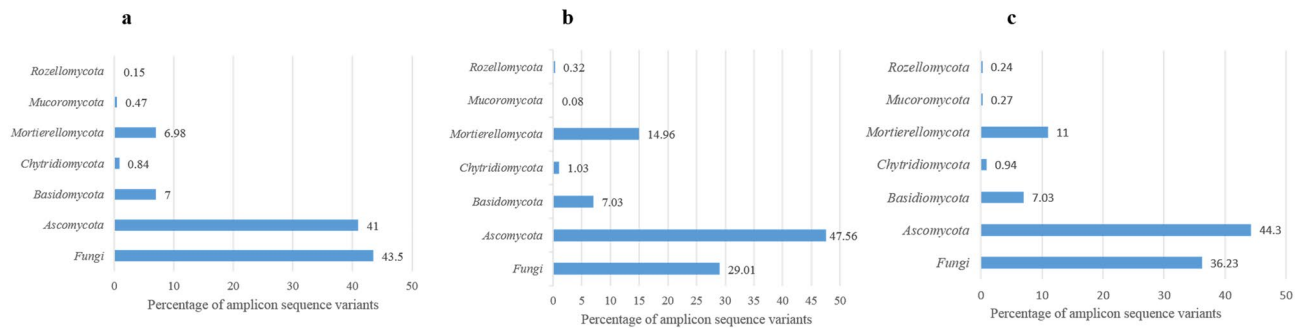 a
Rozellomycota 0.15
Mucoromycota 0.47
Mortierellomycota 6.98
Chytridiomycota 0.84
Basidomycota 7
Ascomycota 41
Fungi 43.5
0 10 20 30 40 50
Percentage of amplicon sequence variants
b
Rozellomycota 0.32
Mucoromycota 0.08
Mortierellomycota 14.96
Chytridiomycota 1.03
Basidomycota 7.03
Ascomycota 47.56
Fungi 29.01
0 5 10 15 20 25 30 35 40 45 50
Percentage of amplicon sequence variants
c
Rozellomycota 0.24
Mucoromycota 0.27
Mortierellomycota 11
Chytridiomycota 0.94
Basidiomycota 7.03
Ascomycota 44.3
Fungi 36.23
0 10 20 30 40 50
Percentage of amplicon sequence variants